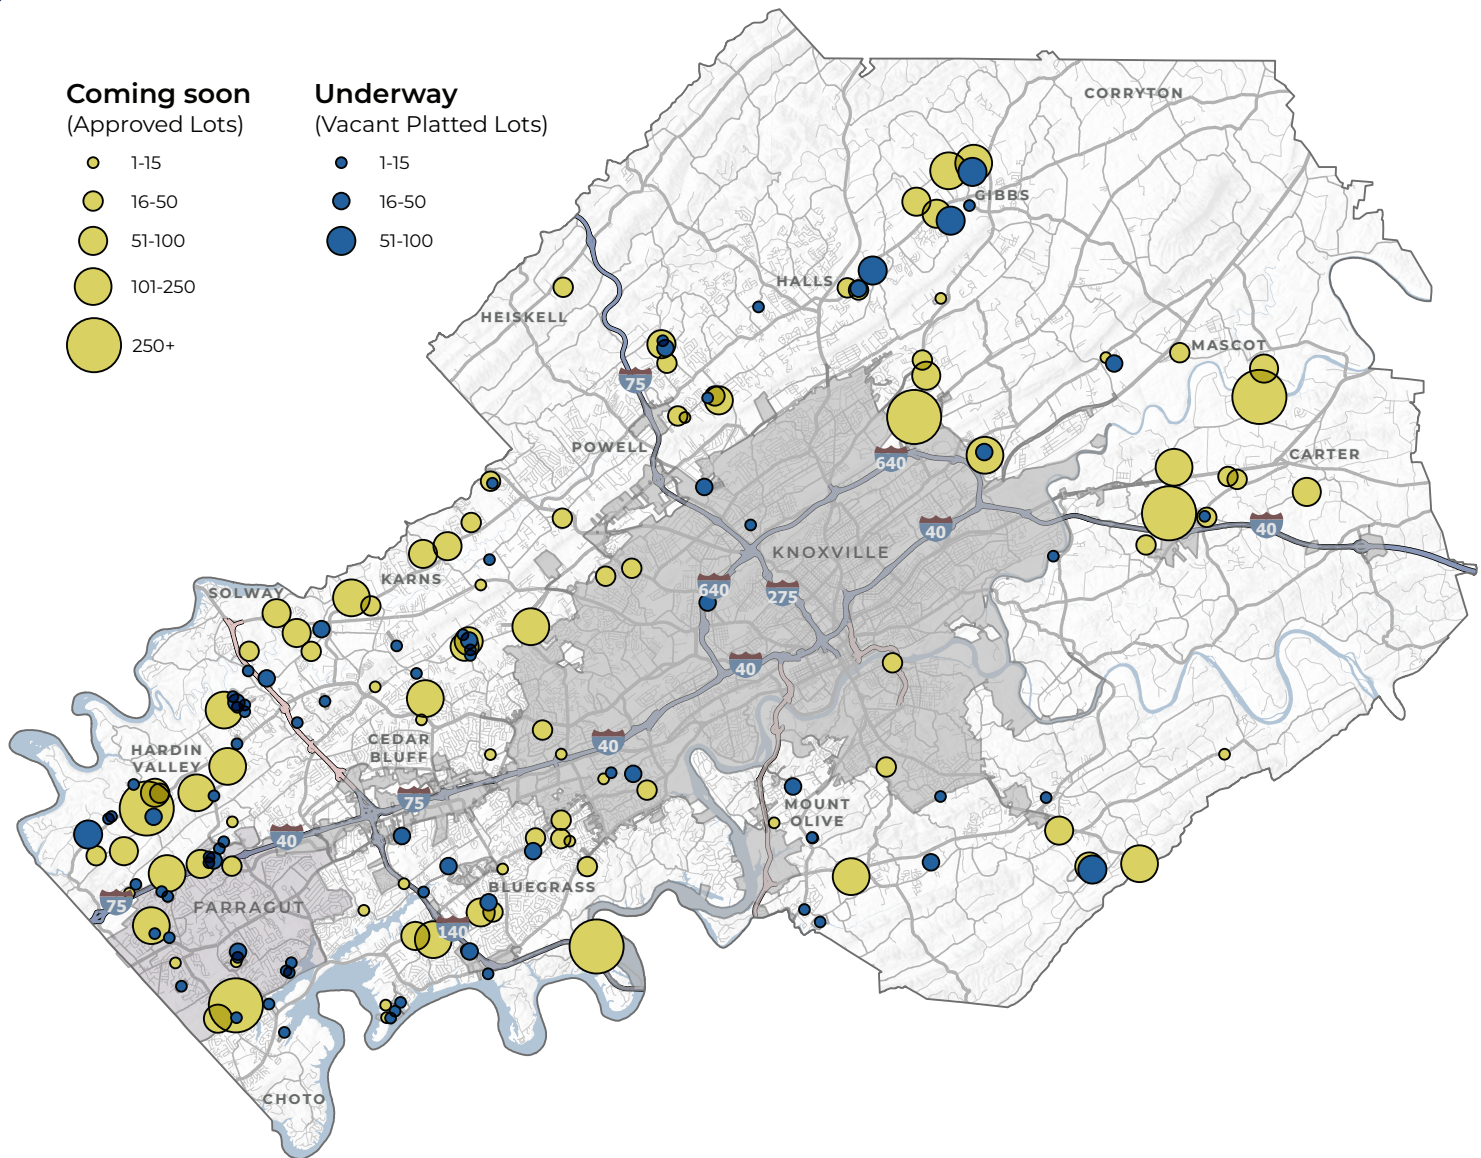 Coming soon
(Approved Lots)
1-15
16-50
51-100
101-250
250+
Underway
(Vacant Platted Lots)
1-15
16-50
51-100
CORRYTON
GIBBS
HALLS
HEISKELL
MASCOT
75
POWELL
640
CARTER
40
40
KNOXVILLE
KARNS
640
275
SOLWAY
40
CEDAR
BLUFF
40
HARDIN
VALLEY
75
MOUNT
OLIVE
40
BLUEGRASS
75
FARRAGUT
140
CHOTO